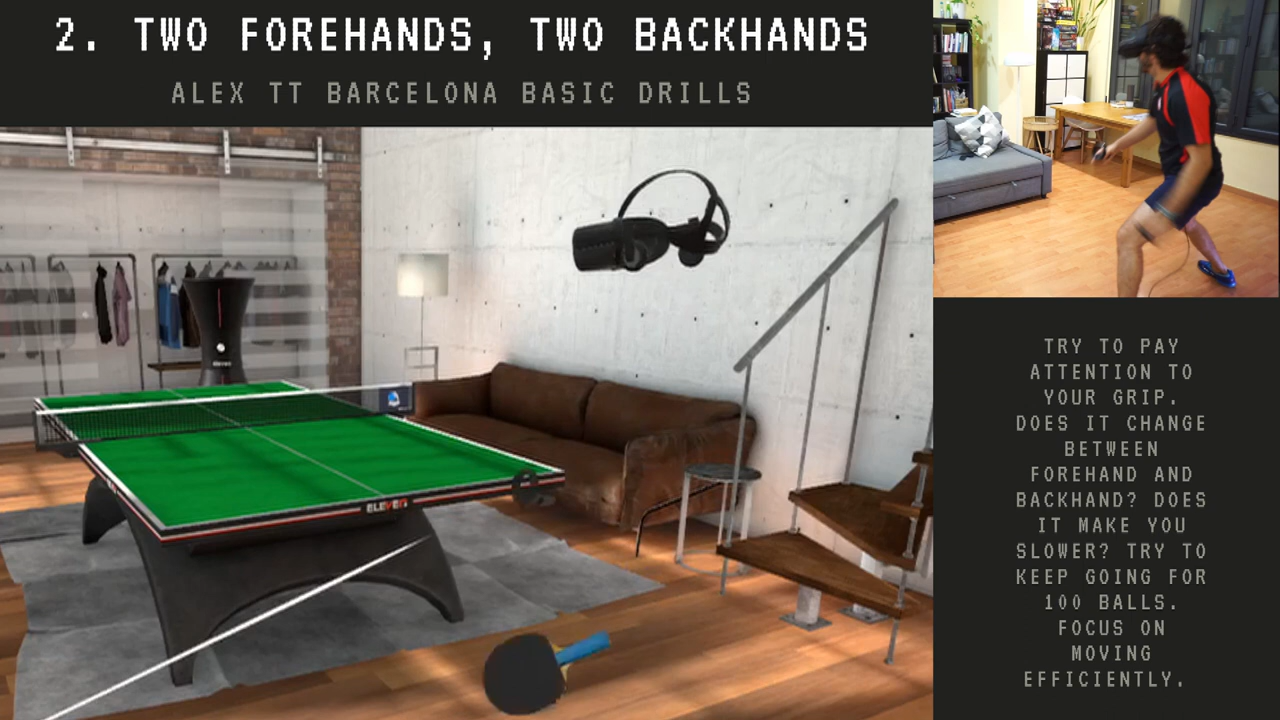 2. TWO FOREHANDS, TWO BACKHANDS
ALEX TT BARCELONA BASIC DRILLS
ELEVEN
TRY TO PAY
ATTENTION TO
YOUR GRIP.
DOES IT CHANGE
BETWEEN
FOREHAND AND
BACKHAND? DOES
IT MAKE YOU
SLOWER? TRY TO
KEEP GOING FOR
100 BALLS.
FOCUS ON
MOVING
EFFICIENTLY.